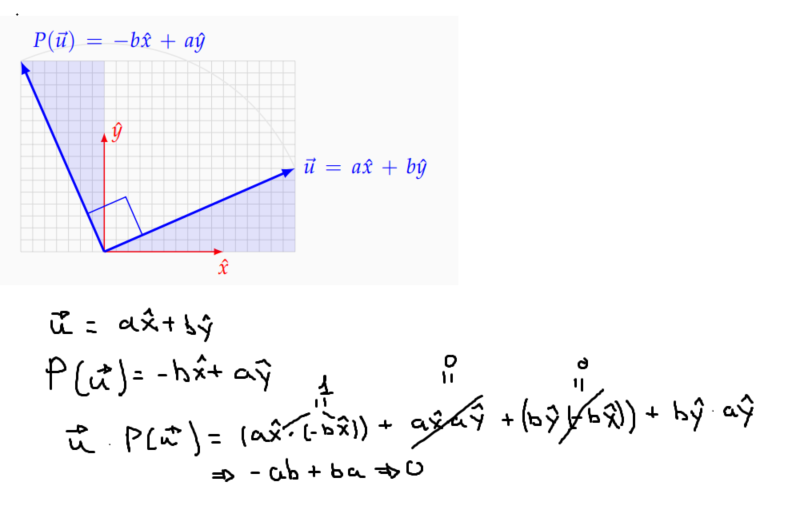 P(u⃗) = −bx̂ + aŷ
ŷ
u⃗ = ax̂ + bŷ
x̂
u⃗ = ax̂ + bŷ
P(u⃗) = -bx̂ + aŷ
1 0 0
= = =
u⃗ · P(u⃗) = (ax̂ · (-bx̂)) + ax̂ aŷ + (bŷ (-bx̂)) + bŷ · aŷ
⇒ - ab + ba ⇒ 0